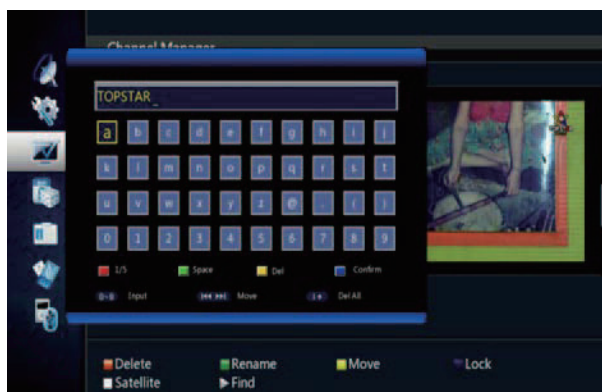 Channel Manager
TOPSTAR_
a b c d e f g h i j
k l m n o p q r s t
u v w x y z @ . ( )
0 1 2 3 4 5 6 7 8 9
1/5 Space Del Confirm
0~9 Input Move Del All
Delete Rename Move Lock
Satellite Find